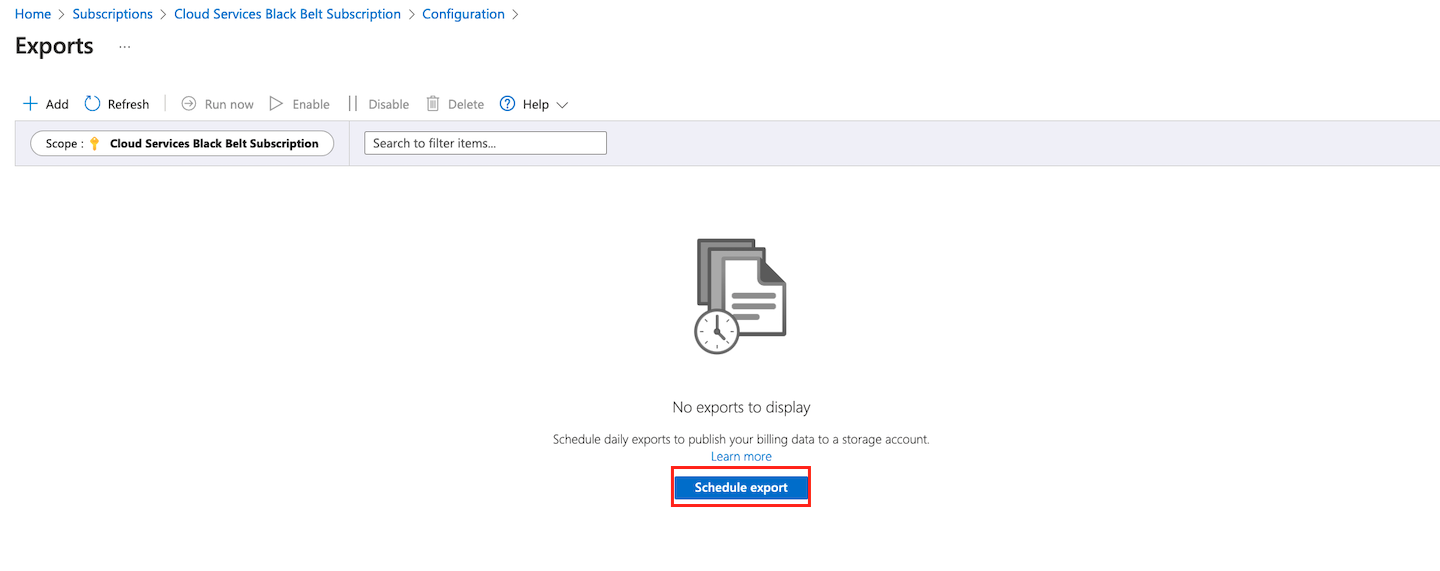 Home > Subscriptions > Cloud Services Black Belt Subscription > Configuration >
Exports ...
Add Refresh Run now Enable Disable Delete Help
Scope : Cloud Services Black Belt Subscription Search to filter items...
No exports to display
Schedule daily exports to publish your billing data to a storage account.
Learn more
Schedule export